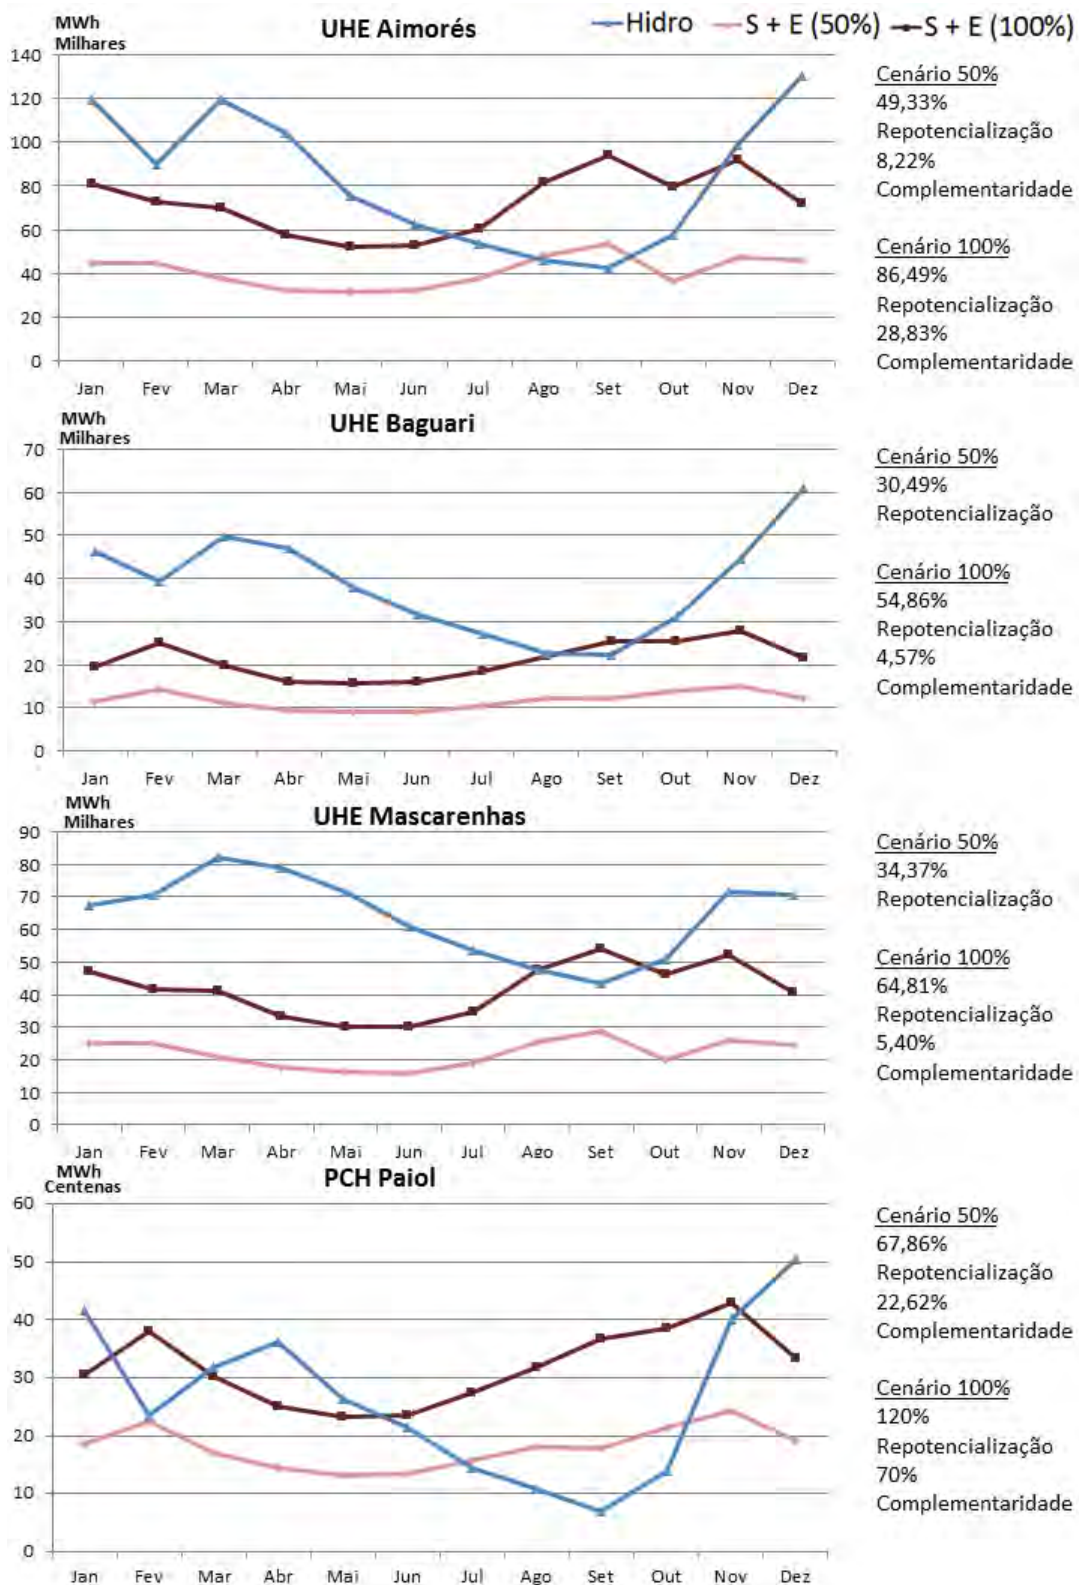 MWh
Milhares
UHE Aimorés
Hidro S + E (50%) S + E (100%)
140
120
100
80
60
40
20
0
Jan Fev Mar Abr Mai Jun Jul Ago Set Out Nov Dez
Cenário 50%
49,33%
Repotencialização
8,22%
Complementaridade
Cenário 100%
86,49%
Repotencialização
28,83%
Complementaridade
MWh
Milhares
UHE Baguari
70
60
50
40
30
20
10
0
Jan Fev Mar Abr Mai Jun Jul Ago Set Out Nov Dez
Cenário 50%
30,49%
Repotencialização
Cenário 100%
54,86%
Repotencialização
4,57%
Complementaridade
MWh
Milhares
UHE Mascarenhas
90
80
70
60
50
40
30
20
10
0
Jan Fev Mar Abr Mai Jun Jul Ago Set Out Nov Dez
Cenário 50%
34,37%
Repotencialização
Cenário 100%
64,81%
Repotencialização
5,40%
Complementaridade
MWh
Centenas
PCH Paiol
60
50
40
30
20
10
0
Jan Fev Mar Abr Mai Jun Jul Ago Set Out Nov Dez
Cenário 50%
67,86%
Repotencialização
22,62%
Complementaridade
Cenário 100%
120%
Repotencialização
70%
Complementaridade